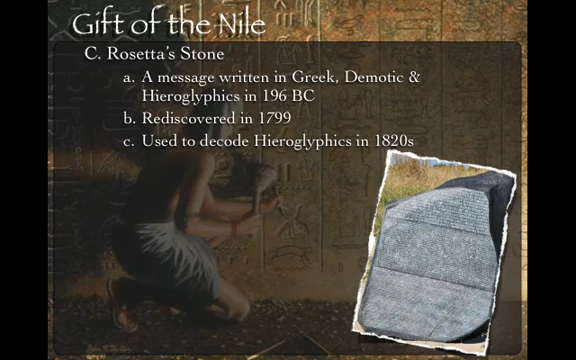 Gift of the Nile
C. Rosetta's Stone
a. A message written in Greek, Demotic &
Hieroglyphics in 196 BC
b. Rediscovered in 1799
c. Used to decode Hieroglyphics in 1820s